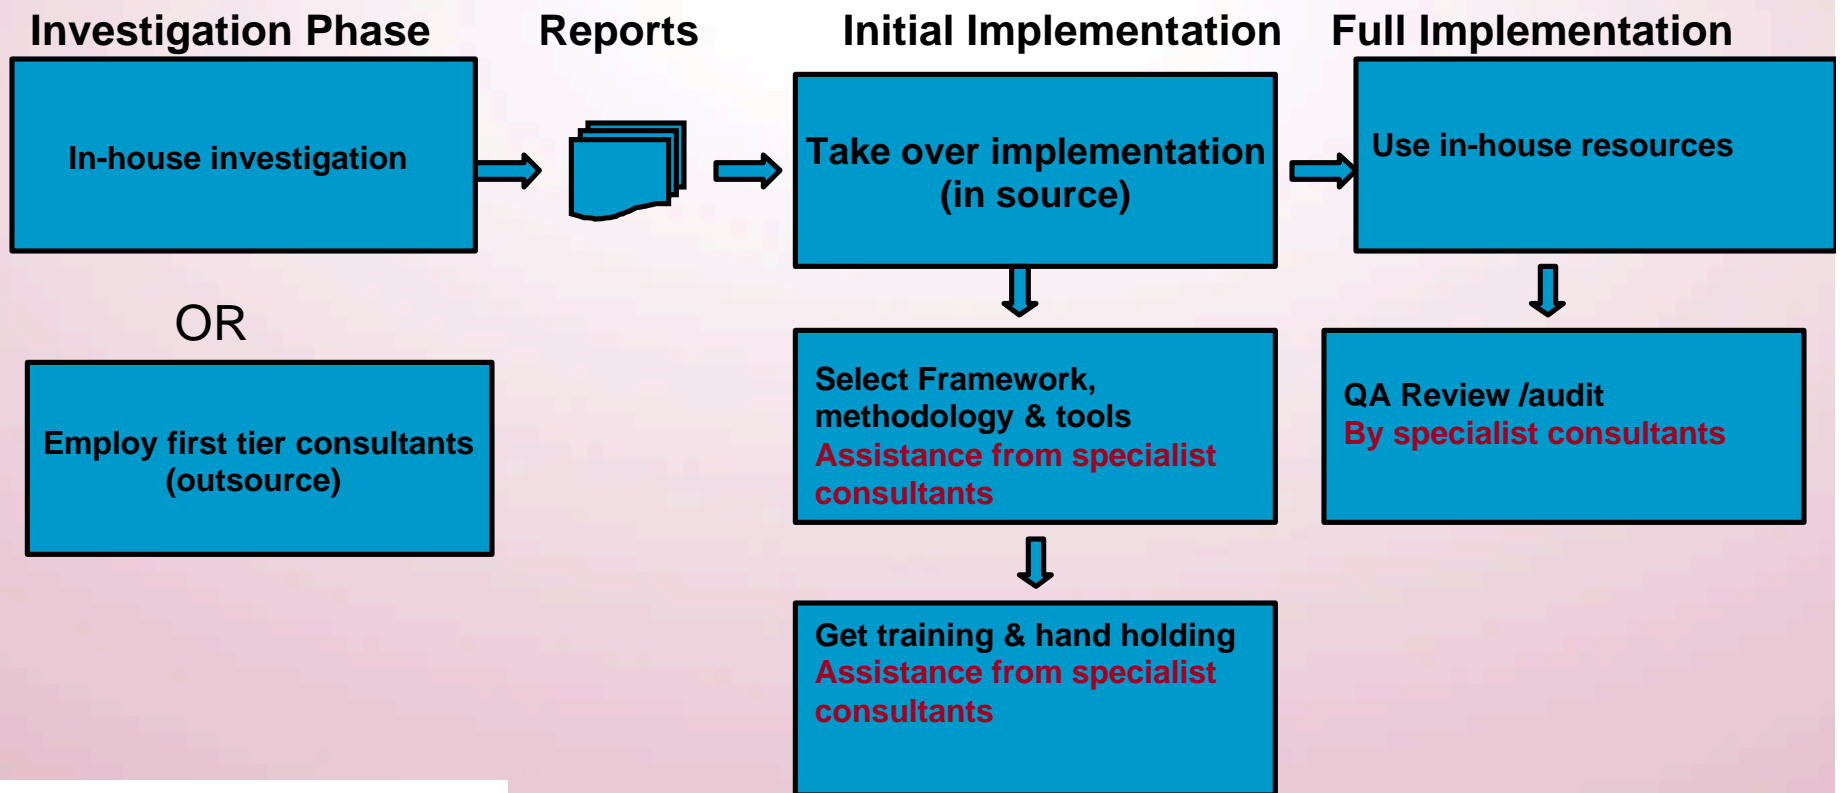 Investigation Phase
Reports
Initial Implementation
Full Implementation
In-house investigation
OR
Employ first tier consultants
(outsource)
Take over implementation
(in source)
Select Framework,
methodology & tools
Assistance from specialist
consultants
Get training & hand holding
Assistance from specialist
consultants
Use in-house resources
QA Review /audit
By specialist consultants